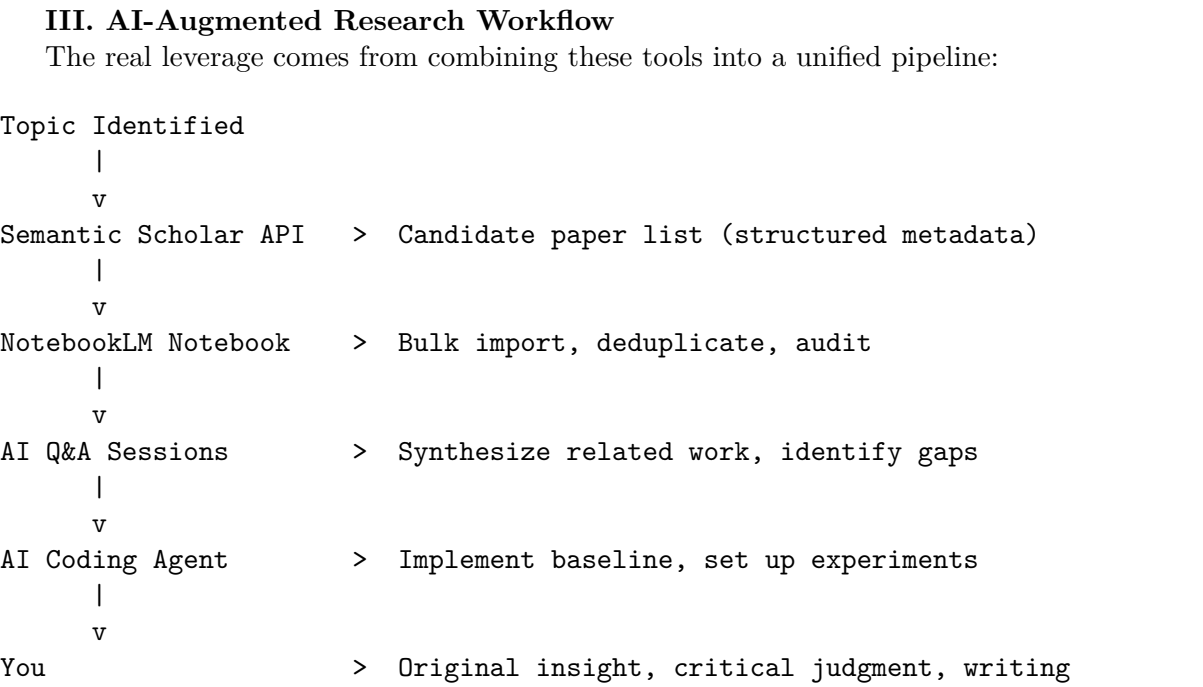 III. AI-Augmented Research Workflow
The real leverage comes from combining these tools into a unified pipeline:
Topic Identified
|
v
Semantic Scholar API > Candidate paper list (structured metadata)
|
v
NotebookLM Notebook > Bulk import, deduplicate, audit
|
v
AI Q&A Sessions > Synthesize related work, identify gaps
|
v
AI Coding Agent > Implement baseline, set up experiments
|
v
You > Original insight, critical judgment, writing